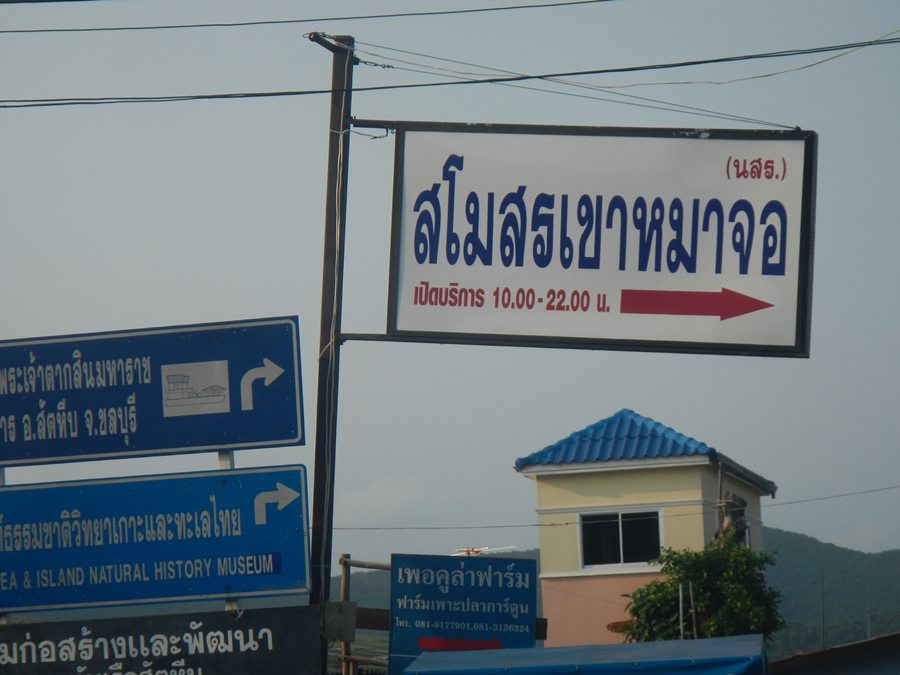 (นสร.)
สโมสรเขาหมาจอ
เปิดบริการ 10.00-22.00 น.
พระเจ้าตากสินมหาราช
อ.สัตหีบ จ.ชลบุรี
ธรรมชาติวิทยาเกาะและทะเลไทย
& ISLAND NATURAL HISTORY MUSEUM
ก่อสร้างและพัฒนา
เพอคูล่าฟาร์ม
ฟาร์มเพาะปลาการ์ตูน
โทร. 081-9177901,081-3136324